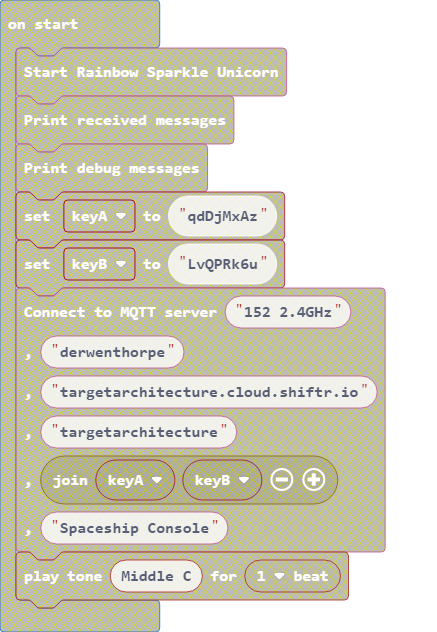 on start
Start Rainbow Sparkle Unicorn
Print received messages
Print debug messages
set keyA to "qdDjMxAz"
set keyB to "LvQPRk6u"
Connect to MQTT server "152 2.4GHz"
, "derwenthorpe"
, "targetarchitecture.cloud.shiftr.io"
, "targetarchitecture"
, join keyA keyB
, "Spaceship Console"
play tone Middle C for 1 beat